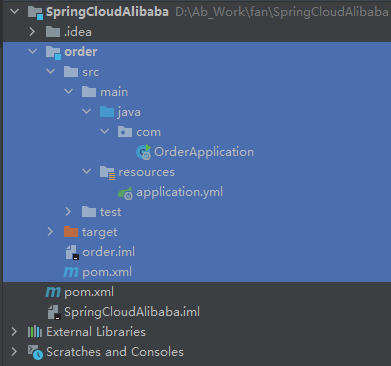 SpringCloudAlibaba D:\Ab_Work\fan\SpringCloudAlibaba
.idea
order
src
main
java
com
OrderApplication
resources
application.yml
test
target
order.iml
pom.xml
pom.xml
SpringCloudAlibaba.iml
External Libraries
Scratches and Consoles